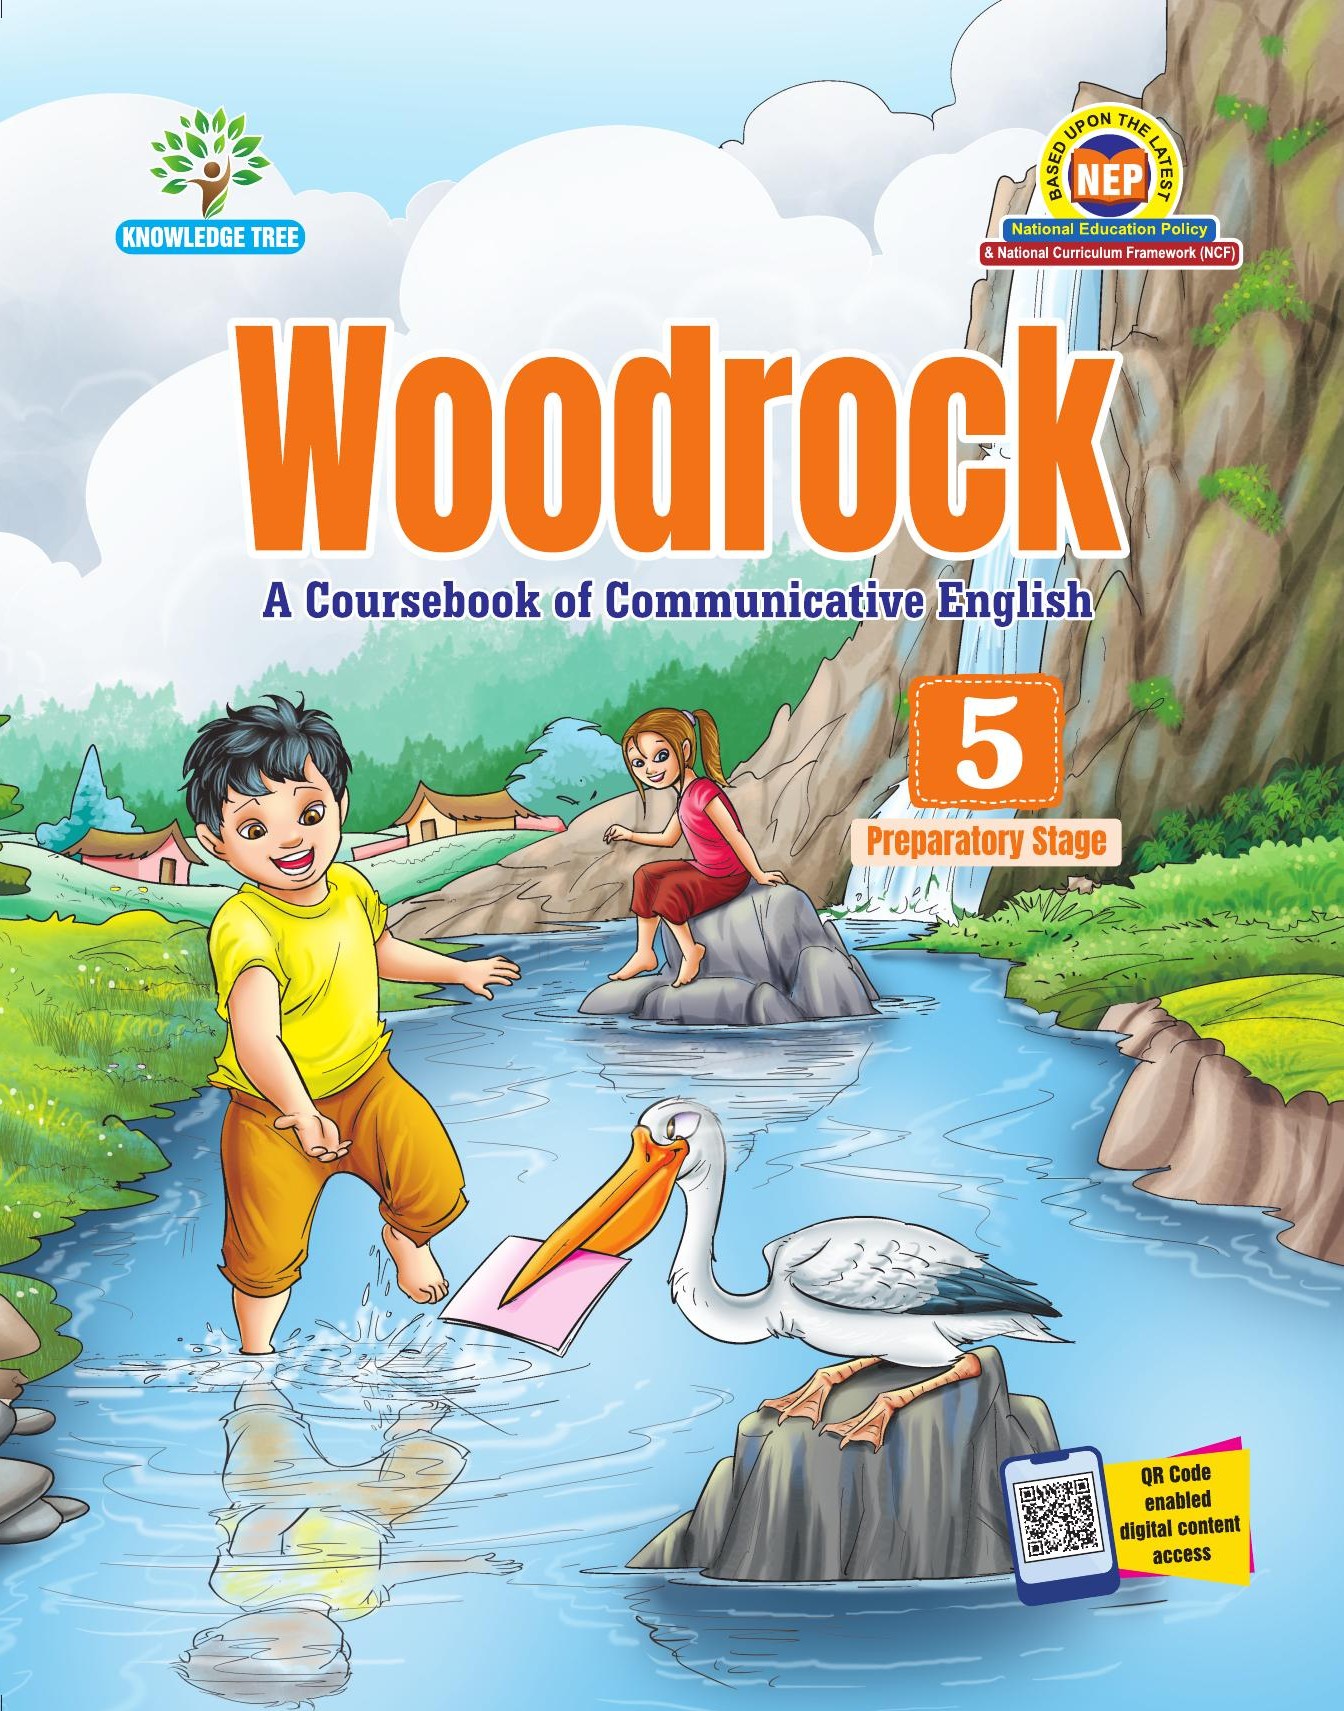 KNOWLEDGE TREE
BASED UPON THE LATEST
NEP
National Education Policy
& National Curriculum Framework (NCF)
Woodrock
A Coursebook of Communicative English
5
Preparatory Stage
QR Code
enabled
digital content
access